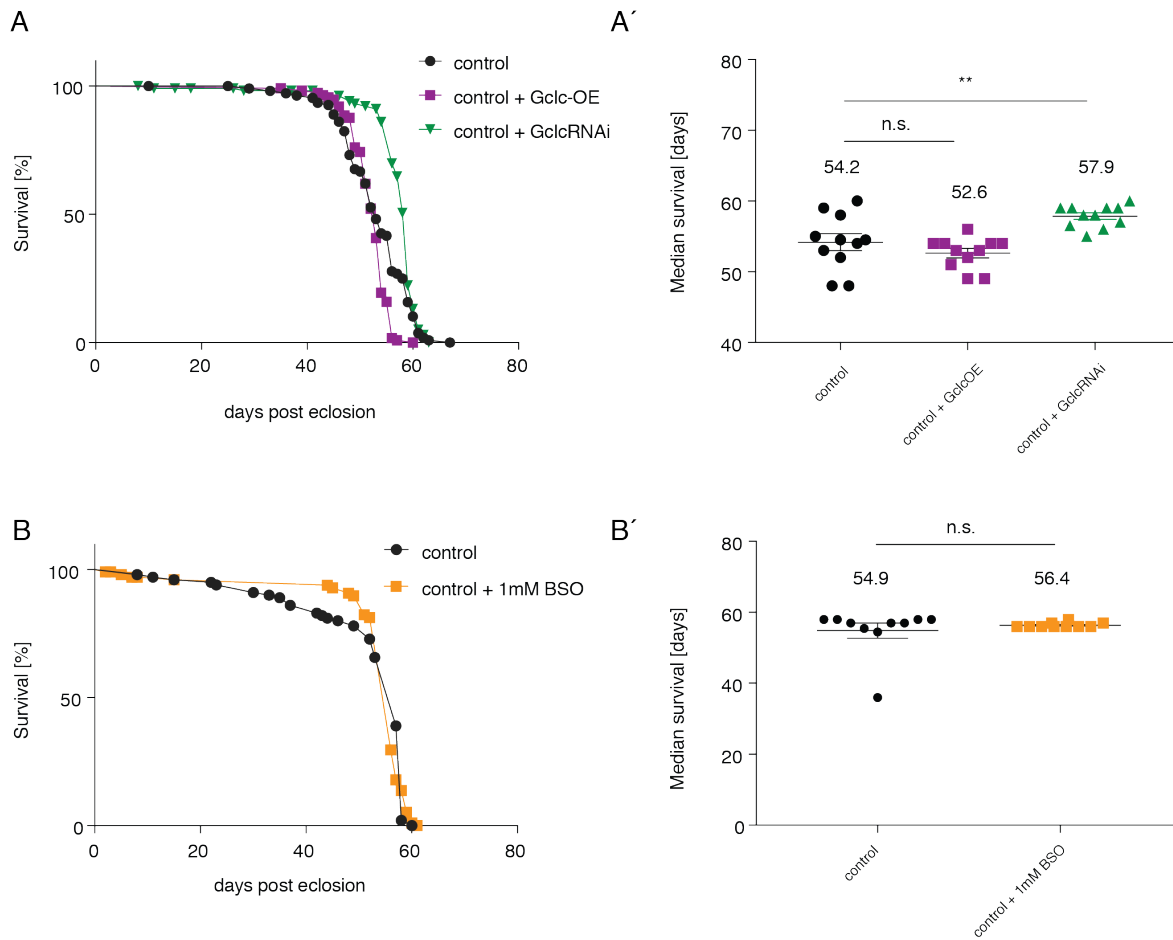 A
control
control + Gclc-OE
control + GclcRNAi
Survival [%]
100
50
0
0 20 40 60 80
days post eclosion
A´
Median survival [days]
80
70
60
50
40
**
n.s.
54.2
52.6
57.9
control
control + GclcOE
control + GclcRNAi
B
control
control + 1mM BSO
Survival [%]
100
50
0
0 20 40 60 80
days post eclosion
B´
Median survival [days]
80
60
40
20
0
n.s.
54.9
56.4
control
control + 1mM BSO